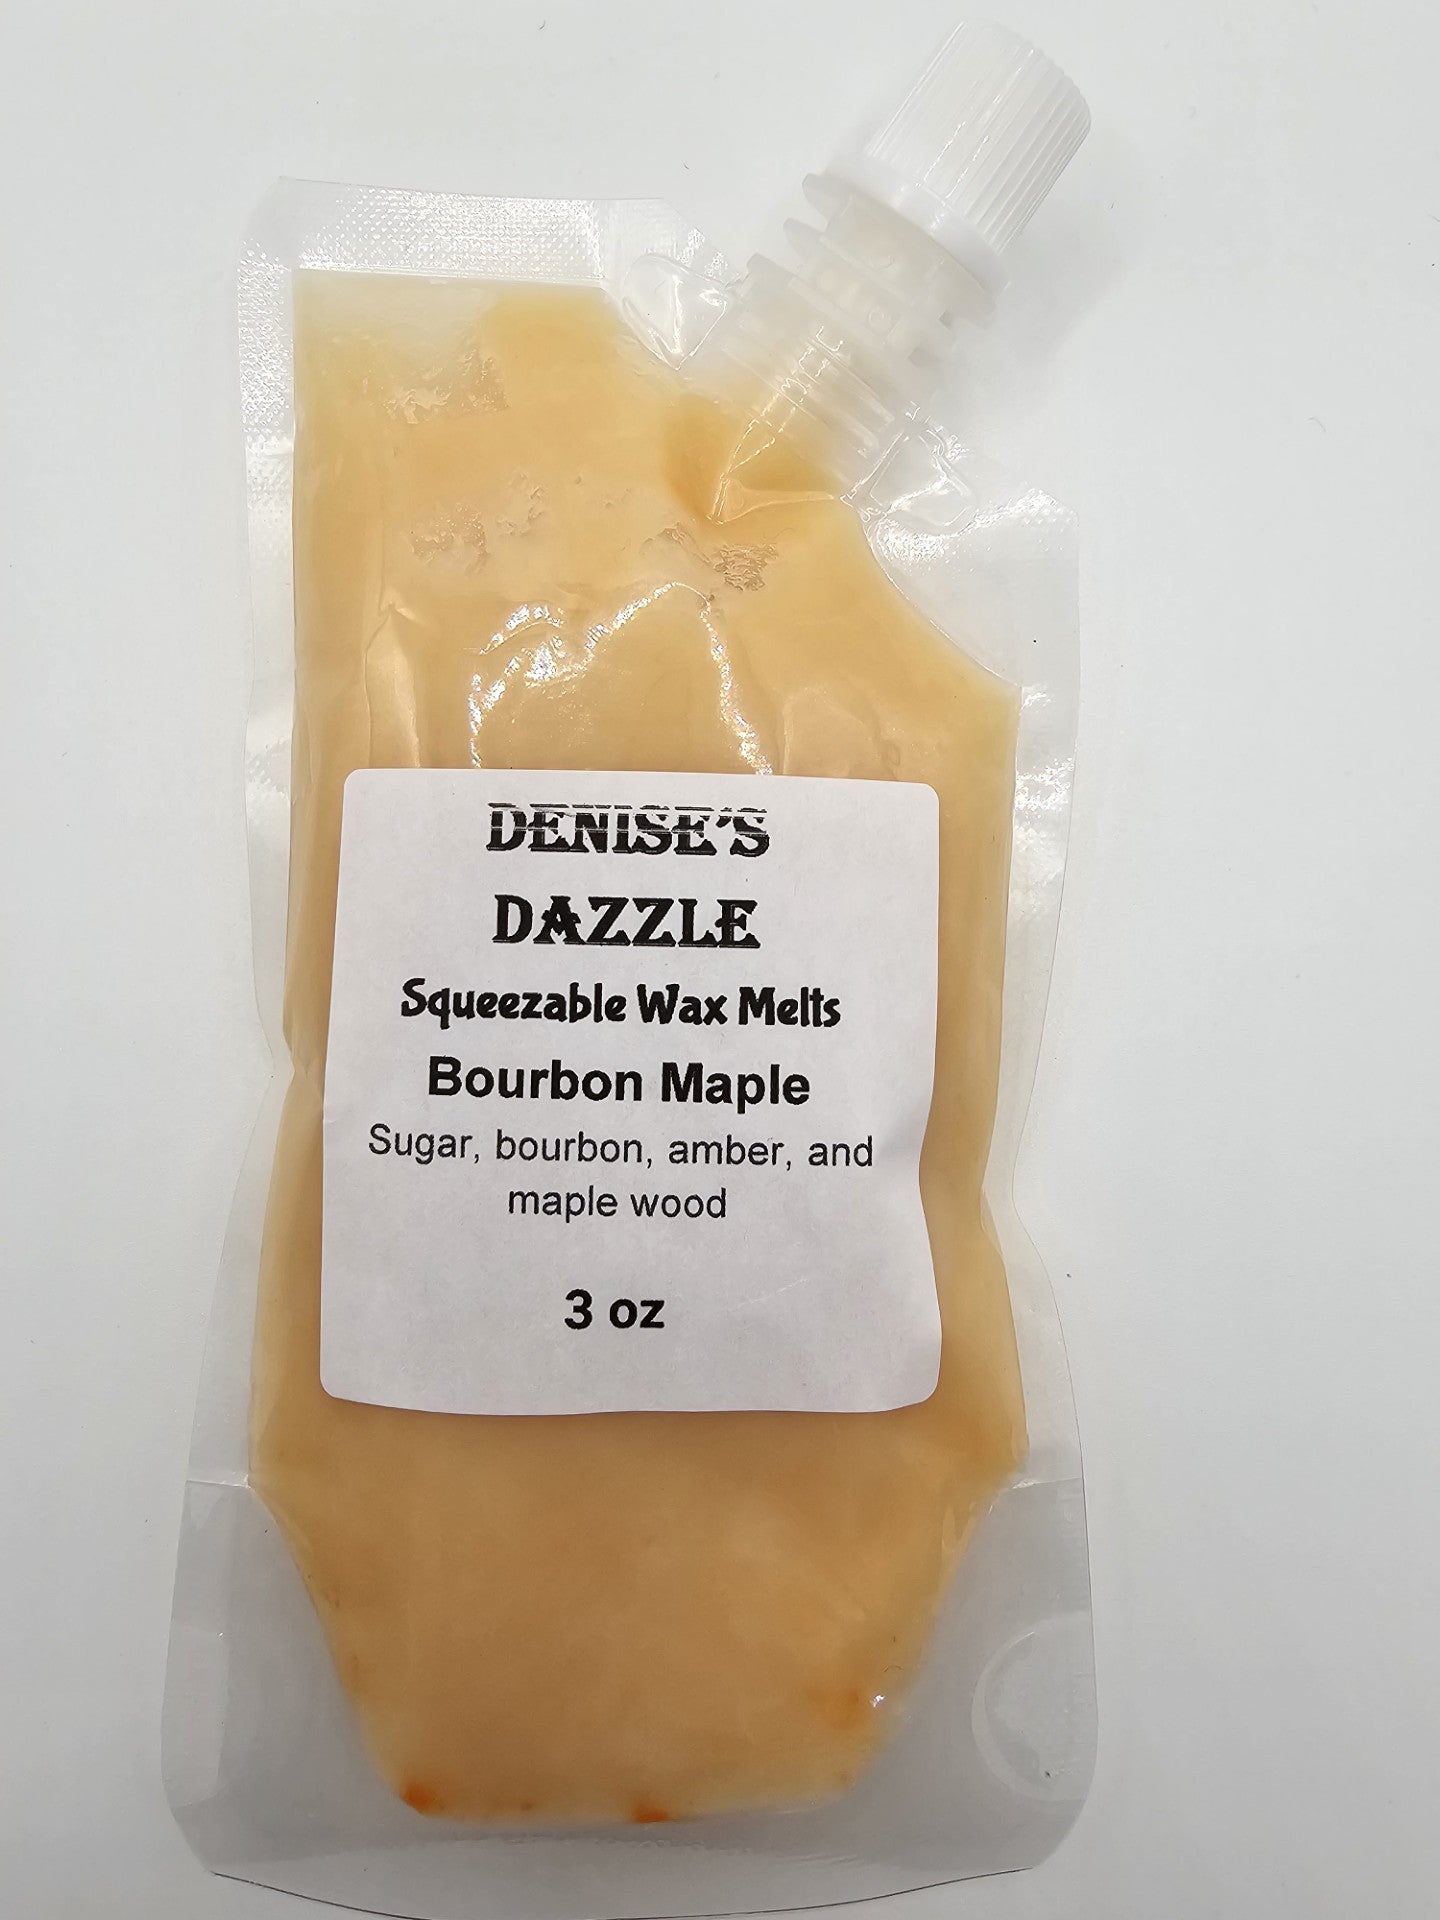 DENISE'S
DAZZLE
Squeezable Wax Melts
Bourbon Maple
Sugar, bourbon, amber, and
maple wood
3 oz